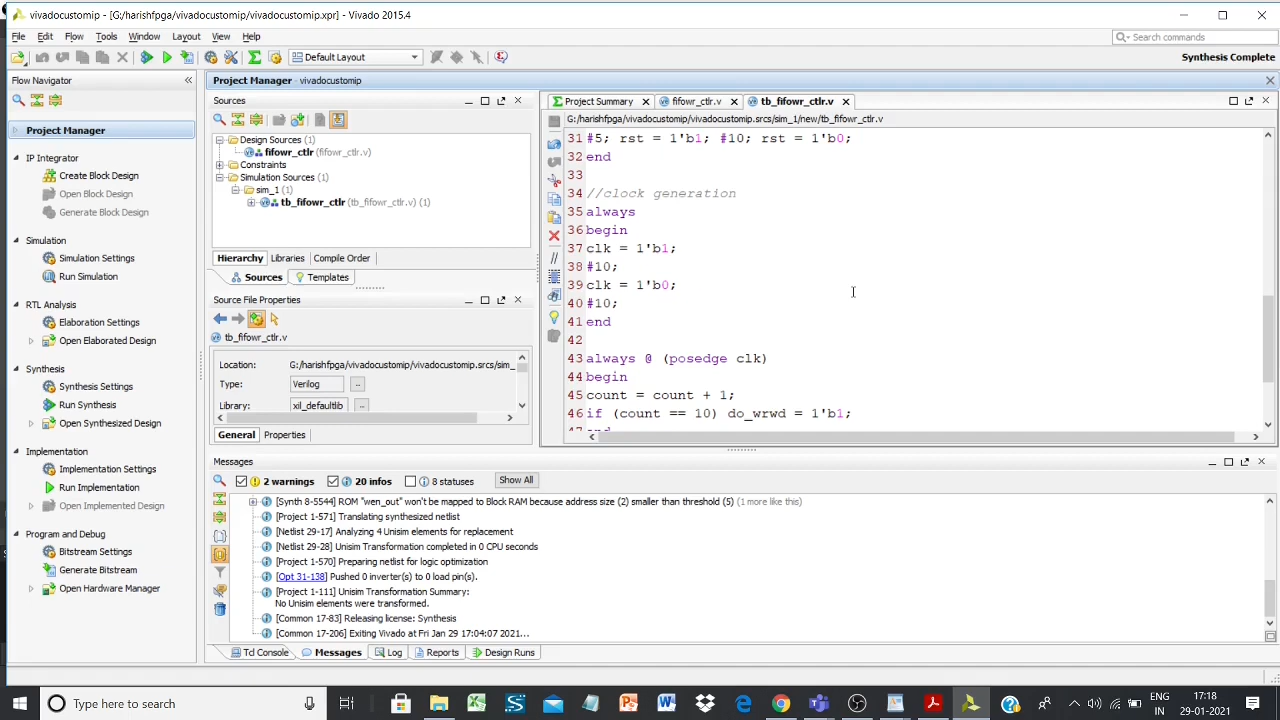 vivadocustomip - [G:/harishfpga/vivadocustomip/vivadocustomip.xpr] - Vivado 2015.4
File Edit Flow Tools Window Layout View Help
Search commands
Default Layout
Synthesis Complete
Flow Navigator
Project Manager
IP Integrator
Create Block Design
Open Block Design
Generate Block Design
Simulation
Simulation Settings
Run Simulation
RTL Analysis
Elaboration Settings
Open Elaborated Design
Synthesis
Synthesis Settings
Run Synthesis
Open Synthesized Design
Implementation
Implementation Settings
Run Implementation
Open Implemented Design
Program and Debug
Bitstream Settings
Generate Bitstream
Open Hardware Manager
Project Manager - vivadocustomip
Sources
Design Sources (1)
fifowr_ctlr (fifowr_ctlr.v)
Constraints
Simulation Sources (1)
sim_1 (1)
tb_fifowr_ctlr (tb_fifowr_ctlr.v) (1)
Hierarchy Libraries Compile Order
Sources Templates
Source File Properties
tb_fifowr_ctlr.v
Location: G:/harishfpga/vivadocustomip/vivadocustomip.srcs/sim_
Type: Verilog
Library: xil_defaultlib
General Properties
Project Summary fifowr_ctlr.v tb_fifowr_ctlr.v
G:/harishfpga/vivadocustomip/vivadocustomip.srcs/sim_1/new/tb_fifowr_ctlr.v
31 #5; rst = 1'b1; #10; rst = 1'b0;
32 end
33
34 //clock generation
35 always
36 begin
37 clk = 1'b1;
38 #10;
39 clk = 1'b0;
40 #10;
41 end
42
43 always @ (posedge clk)
44 begin
45 count = count + 1;
46 if (count == 10) do_wrwd = 1'b1;
47 end
Messages
2 warnings 20 infos 8 statuses Show All
[Synth 8-5544] ROM "wen_out" won't be mapped to Block RAM because address size (2) smaller than threshold (5) (1 more like this)
[Project 1-571] Translating synthesized netlist
[Netlist 29-17] Analyzing 4 Unisim elements for replacement
[Netlist 29-28] Unisim Transformation completed in 0 CPU seconds
[Project 1-570] Preparing netlist for logic optimization
[Opt 31-138] Pushed 0 inverter(s) to 0 load pin(s).
[Project 1-111] Unisim Transformation Summary:
No Unisim elements were transformed.
[Common 17-83] Releasing license: Synthesis
[Common 17-206] Exiting Vivado at Fri Jan 29 17:04:07 2021...
Tcl Console Messages Log Reports Design Runs
Type here to search
ENG
IN
17:18
29-01-2021